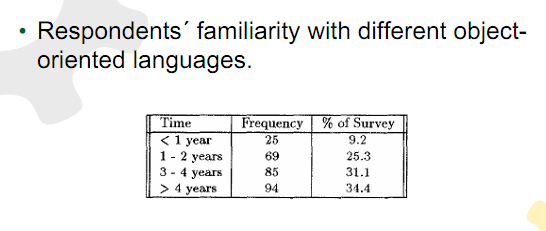 • Respondents´ familiarity with different object-
oriented languages.
Time Frequency % of Survey
< 1 year 25 9.2
1 - 2 years 69 25.3
3 - 4 years 85 31.1
> 4 years 94 34.4